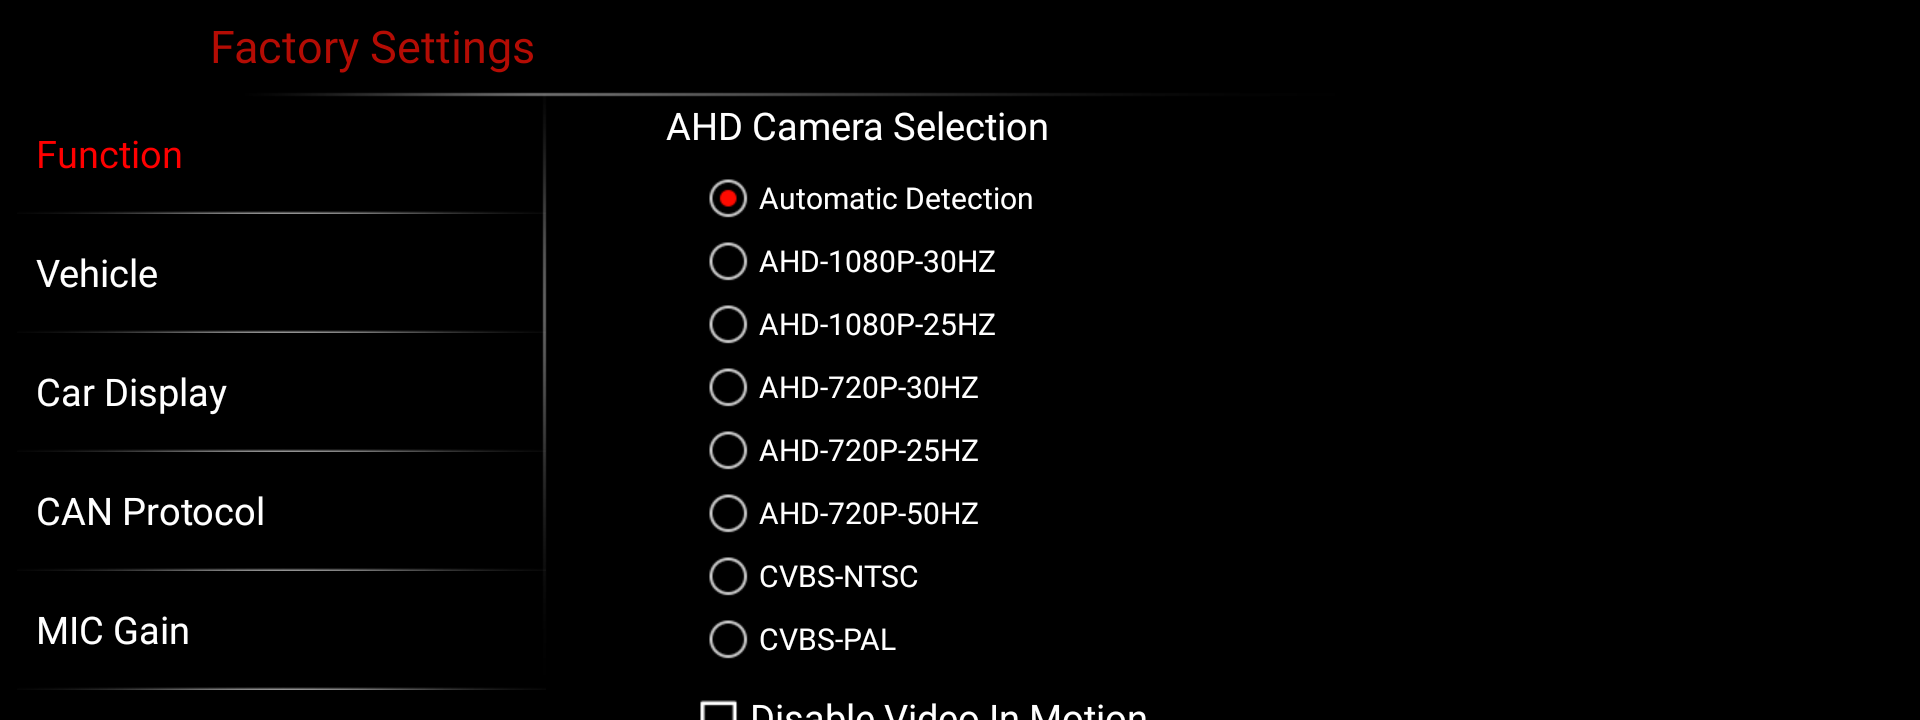 Factory Settings
Function
Vehicle
Car Display
CAN Protocol
MIC Gain
AHD Camera Selection
Automatic Detection
AHD-1080P-30HZ
AHD-1080P-25HZ
AHD-720P-30HZ
AHD-720P-25HZ
AHD-720P-50HZ
CVBS-NTSC
CVBS-PAL
Disable Video In Motion